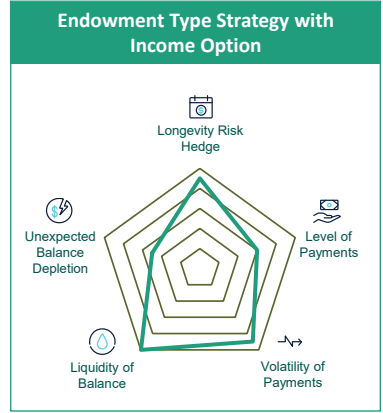 Endowment Type Strategy with
Income Option
Longevity Risk
Hedge
Unexpected
Balance
Depletion
Level of
Payments
Liquidity of
Balance
Volatility of
Payments